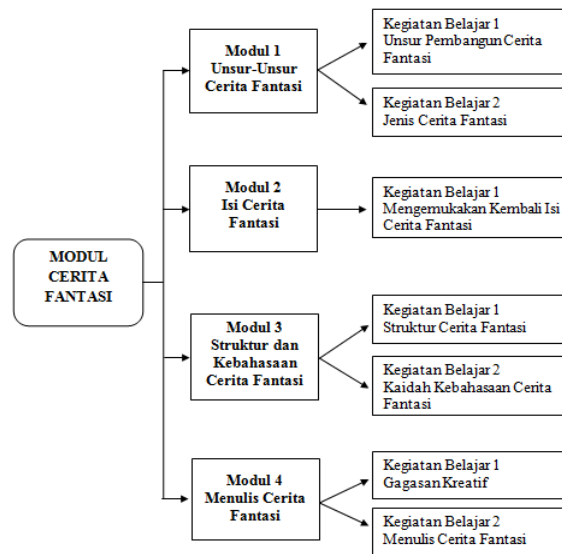 MODUL
CERITA
FANTASI
Modul 1
Unsur-Unsur
Cerita Fantasi
Kegiatan Belajar 1
Unsur Pembangun Cerita
Fantasi
Kegiatan Belajar 2
Jenis Cerita Fantasi
Modul 2
Isi Cerita
Fantasi
Kegiatan Belajar 1
Mengemukakan Kembali Isi
Cerita Fantasi
Modul 3
Struktur dan
Kebahasaan
Cerita Fantasi
Kegiatan Belajar 1
Struktur Cerita Fantasi
Kegiatan Belajar 2
Kaidah Kebahasaan Cerita
Fantasi
Modul 4
Menulis Cerita
Fantasi
Kegiatan Belajar 1
Gagasan Kreatif
Kegiatan Belajar 2
Menulis Cerita Fantasi